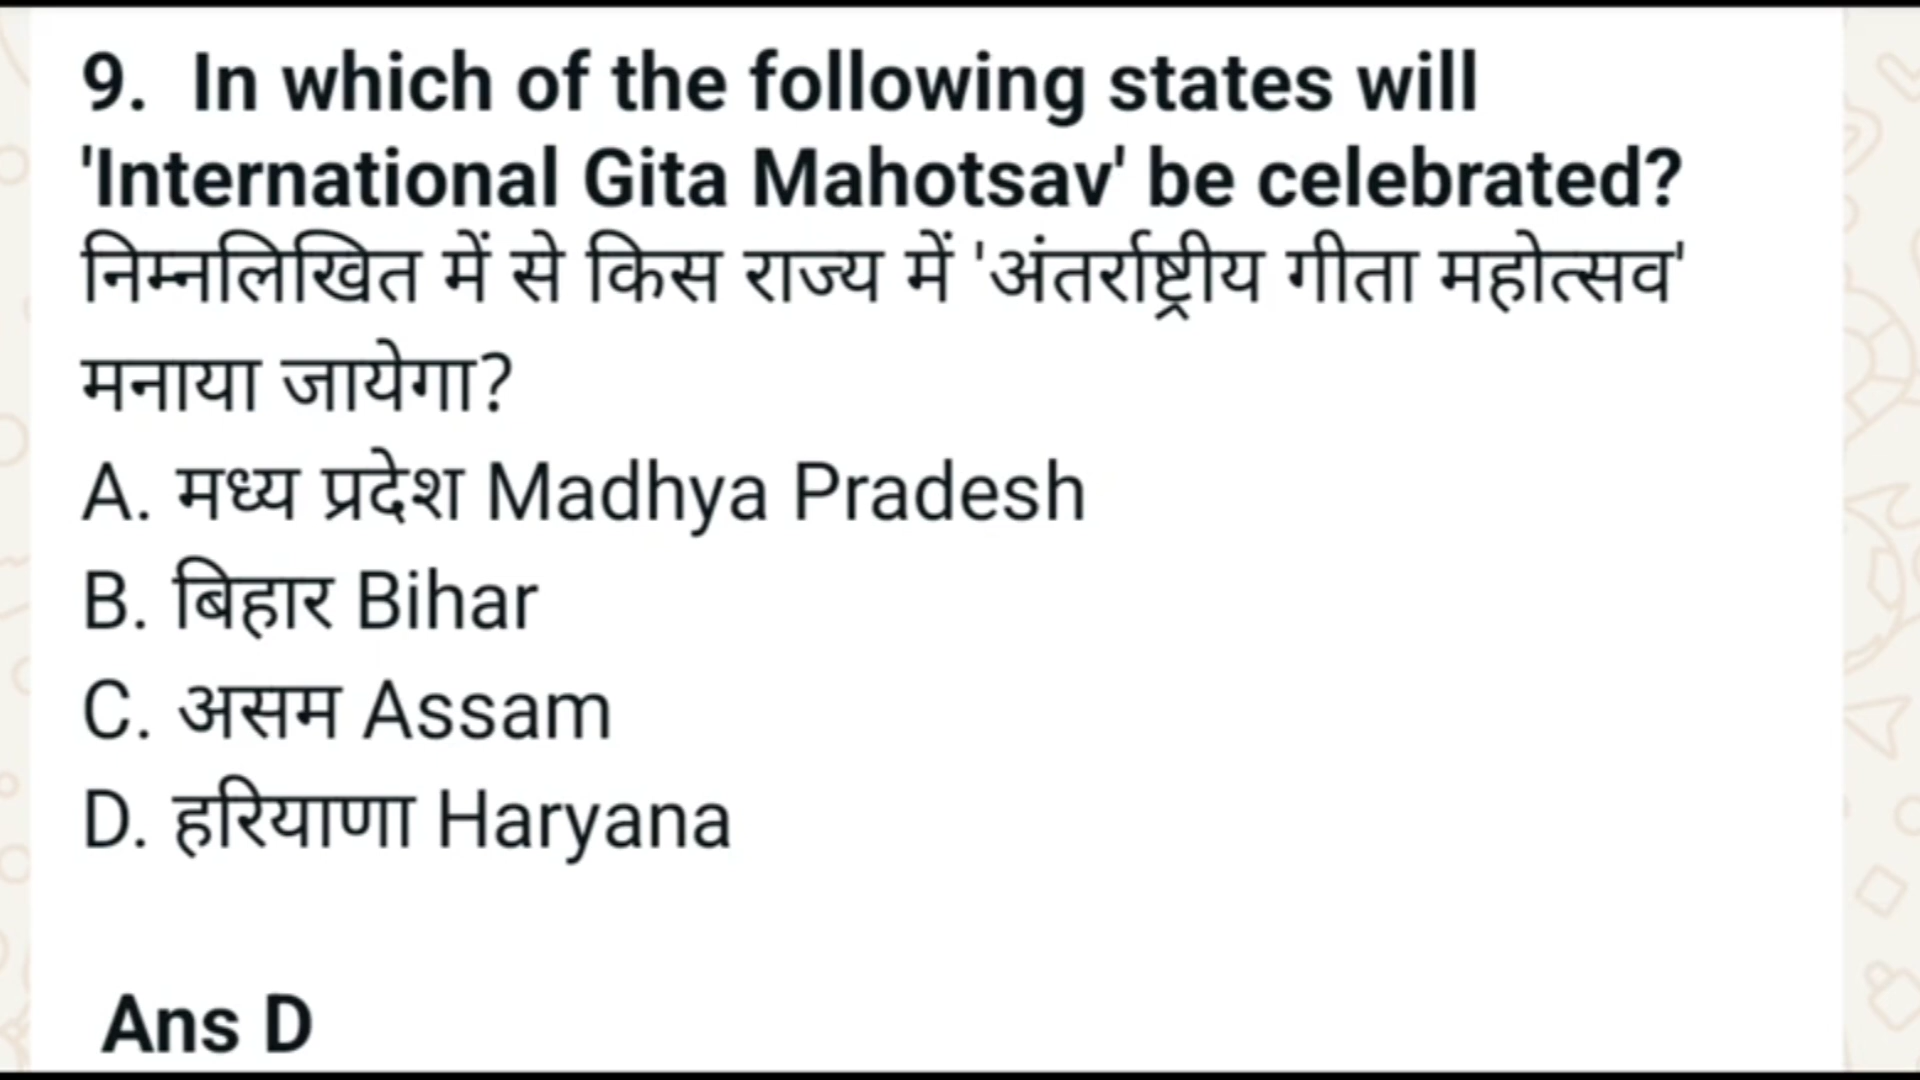 9. In which of the following states will
'International Gita Mahotsav' be celebrated?
निम्नलिखित में से किस राज्य में 'अंतर्राष्ट्रीय गीता महोत्सव'
मनाया जायेगा?
A. मध्य प्रदेश Madhya Pradesh
B. बिहार Bihar
C. असम Assam
D. हरियाणा Haryana
Ans D